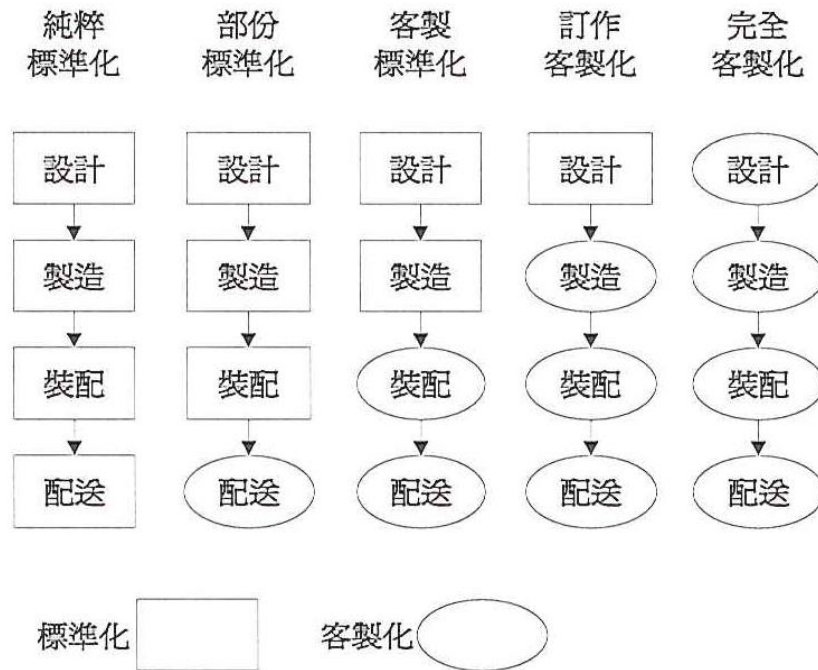 純粹 部份 客製 訂作 完全
標準化 標準化 標準化 客製化 客製化
設計 設計 設計 設計 設計
製造 製造 製造 製造 製造
裝配 裝配 裝配 裝配 裝配
配送 配送 配送 配送 配送
標準化 客製化